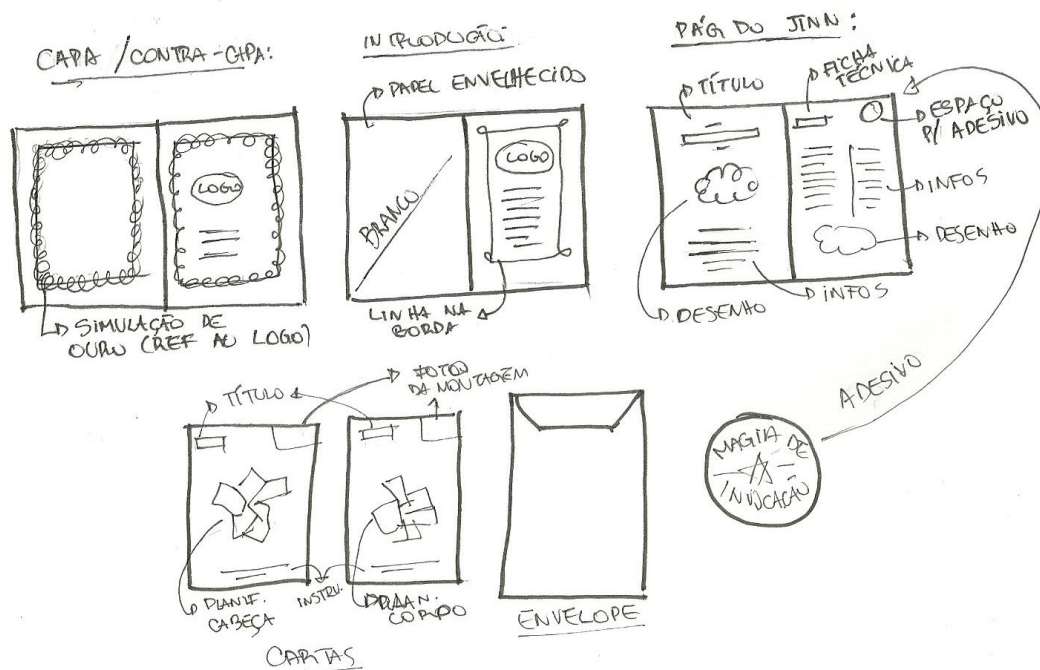 CAPA / CONTRA-CAPA:
LOGO
SIMULAÇÃO DE
OURO (REF AO LOGO)
INTRODUÇÃO:
PAPEL ENVELHECIDO
BRANCO
LOGO
LINHA NA
BORDA
PÁG DO JINN:
TÍTULO
FICHA
TÉCNICA
ESPAÇO
P/ ADESIVO
INFOS
DESENHO
DESENHO
INFOS
TÍTULO
FOTO
DA MONTAGEM
PLANIF.
CABEÇA
INSTRU.
CORPO
CARTAS
ENVELOPE
MAGIA DE
INVOCAÇÃO
ADESIVO